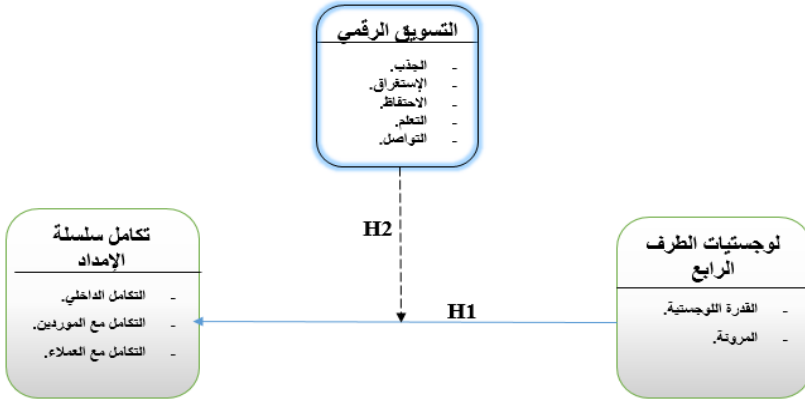 التسويق الرقمي
- الجذب.
- الإستغراق.
- الاحتفاظ.
- التعلم.
- التواصل.
H2
لوجستيات الطرف
الرابع
- القدرة اللوجستية.
- المرونة.
H1
تكامل سلسلة
الإمداد
- التكامل الداخلي.
- التكامل مع الموردين.
- التكامل مع العملاء.